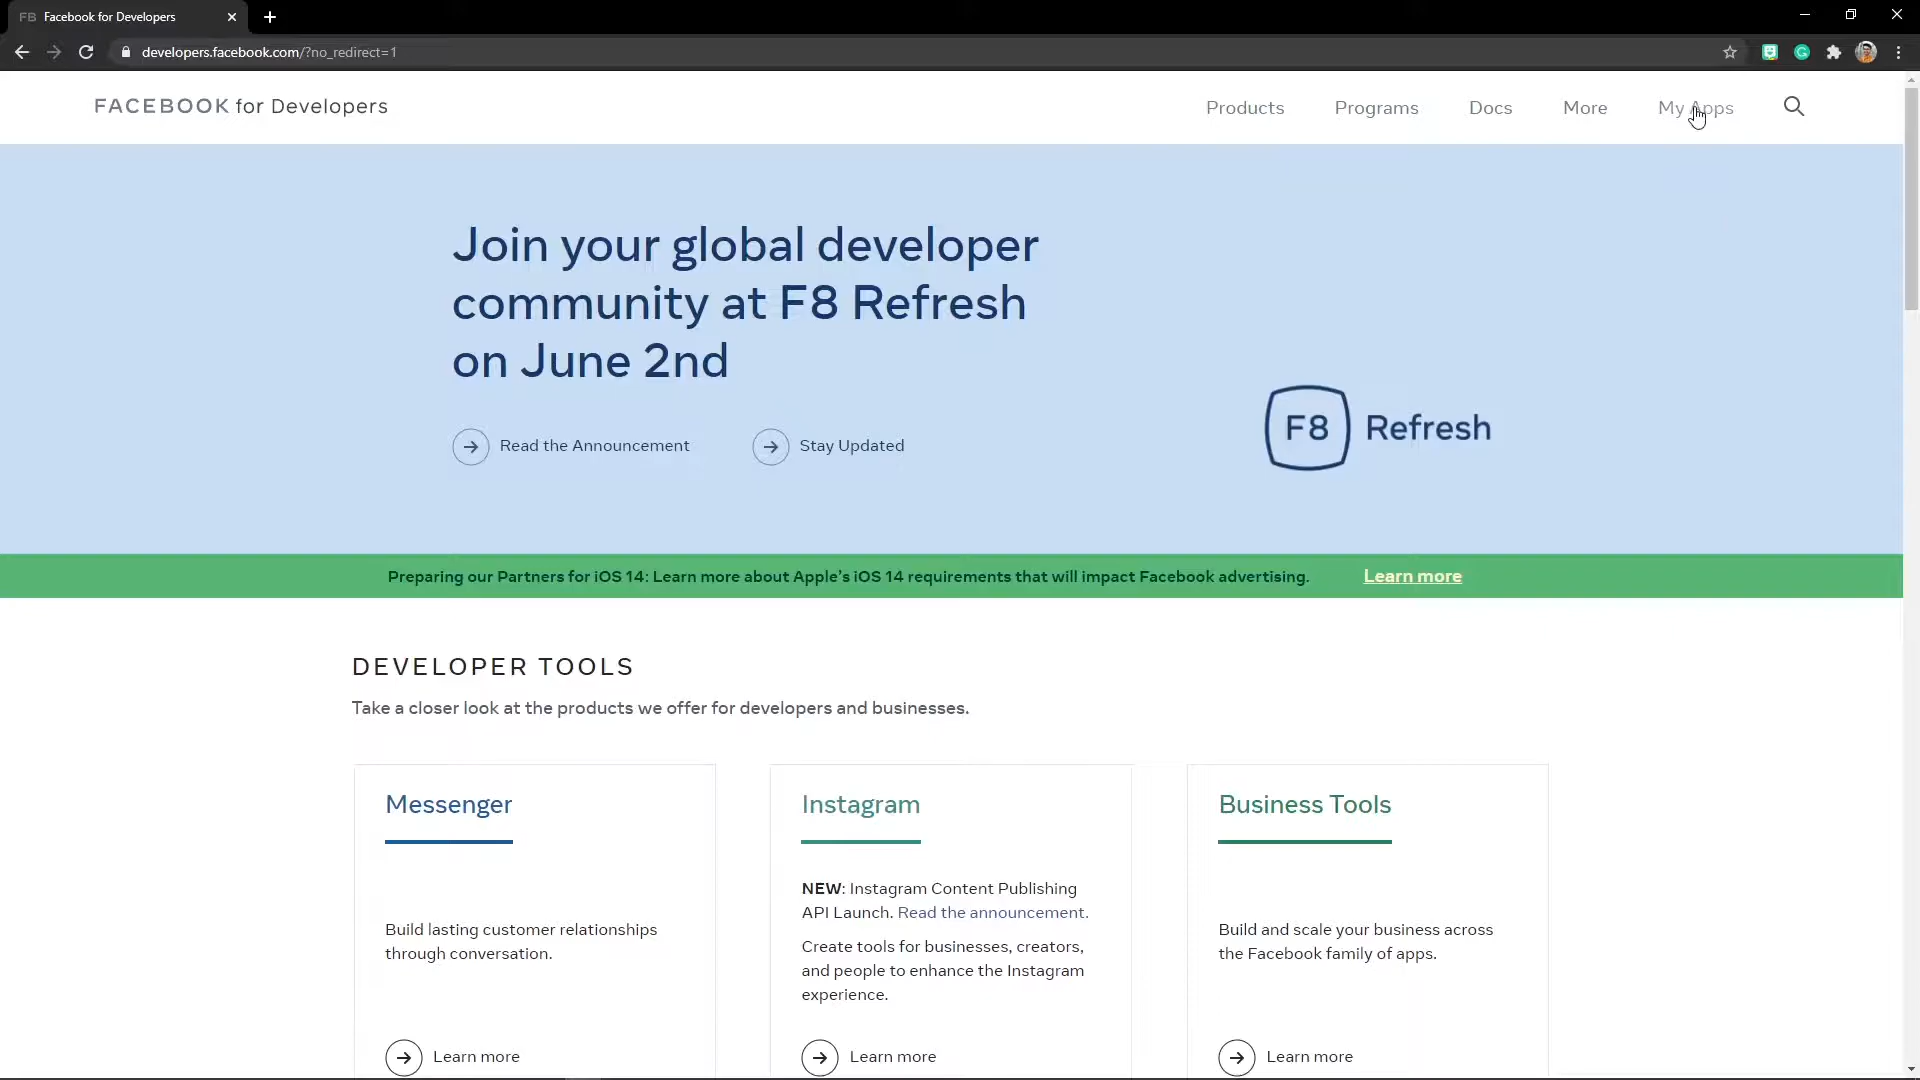 FB Facebook for Developers
developers.facebook.com/?no_redirect=1
FACEBOOK for Developers
Products Programs Docs More My Apps
Join your global developer
community at F8 Refresh
on June 2nd
Read the Announcement Stay Updated
F8 Refresh
Preparing our Partners for iOS 14: Learn more about Apple's iOS 14 requirements that will impact Facebook advertising. Learn more
DEVELOPER TOOLS
Take a closer look at the products we offer for developers and businesses.
Messenger
Build lasting customer relationships
through conversation.
Learn more
Instagram
NEW: Instagram Content Publishing
API Launch. Read the announcement.
Create tools for businesses, creators,
and people to enhance the Instagram
experience.
Learn more
Business Tools
Build and scale your business across
the Facebook family of apps.
Learn more